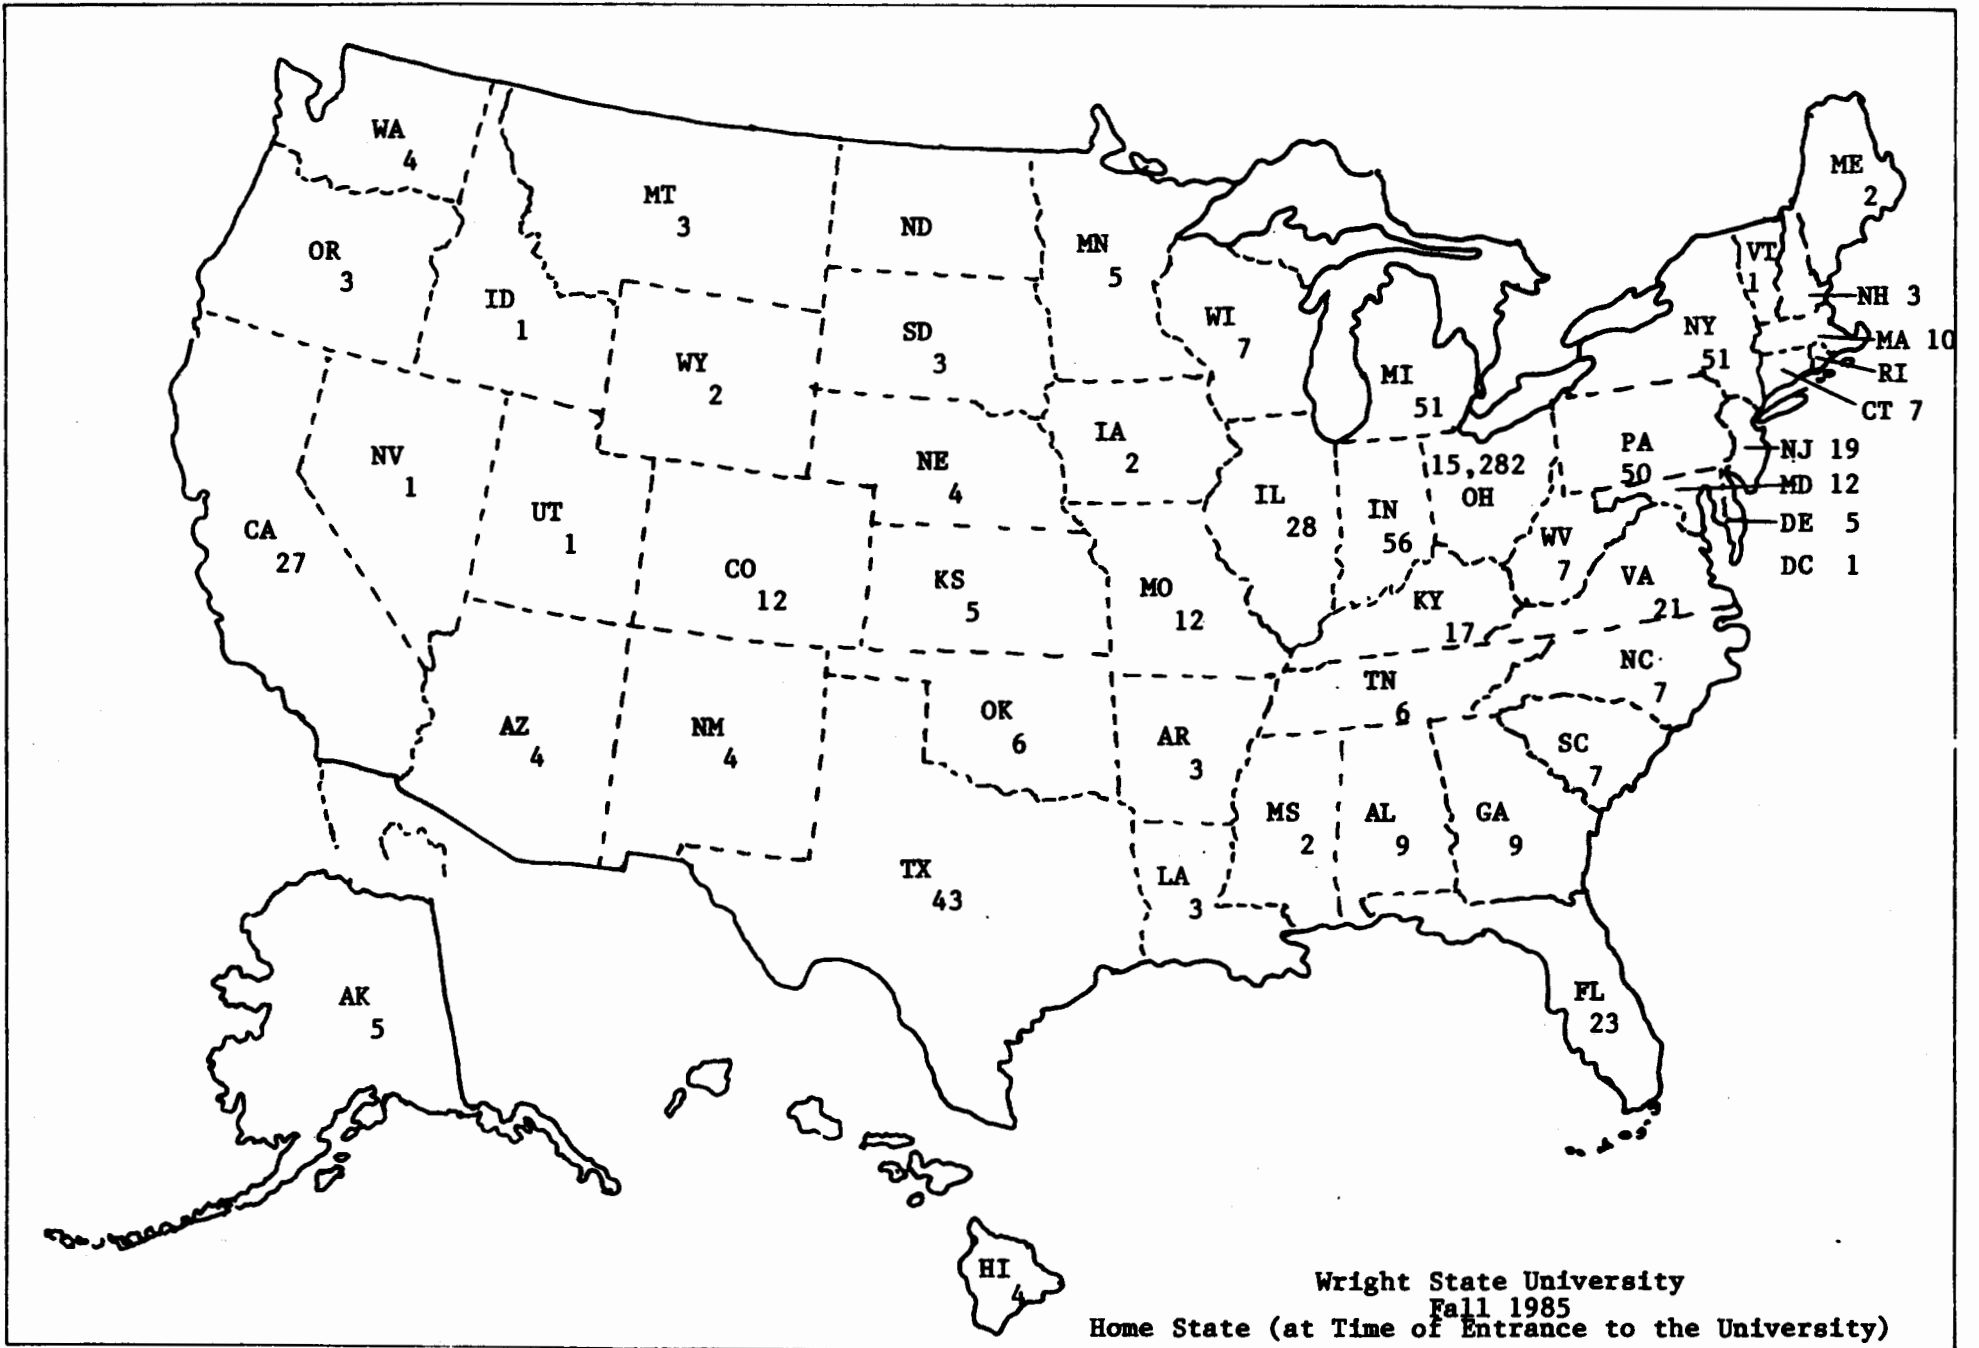 WA
4
OR
3
CA
27
ID
1
NV
1
MT
3
WY
2
UT
1
AZ
4
CO
12
NM
4
ND
SD
3
NE
4
KS
5
OK
6
TX
43
MN
5
IA
2
MO
12
AR
3
LA
3
WI
7
IL
28
MI
51
IN
56
15,282
OH
KY
17
TN
6
MS
2
AL
9
GA
9
FL
23
SC
7
NC
7
VA
21
WV
7
PA
50
NY
51
VT
1
ME
2
NH 3
MA 10
RI
CT 7
NJ 19
MD 12
DE 5
DC 1
AK
5
HI
4
Wright State University
Fall 1985
Home State (at Time of Entrance to the University)